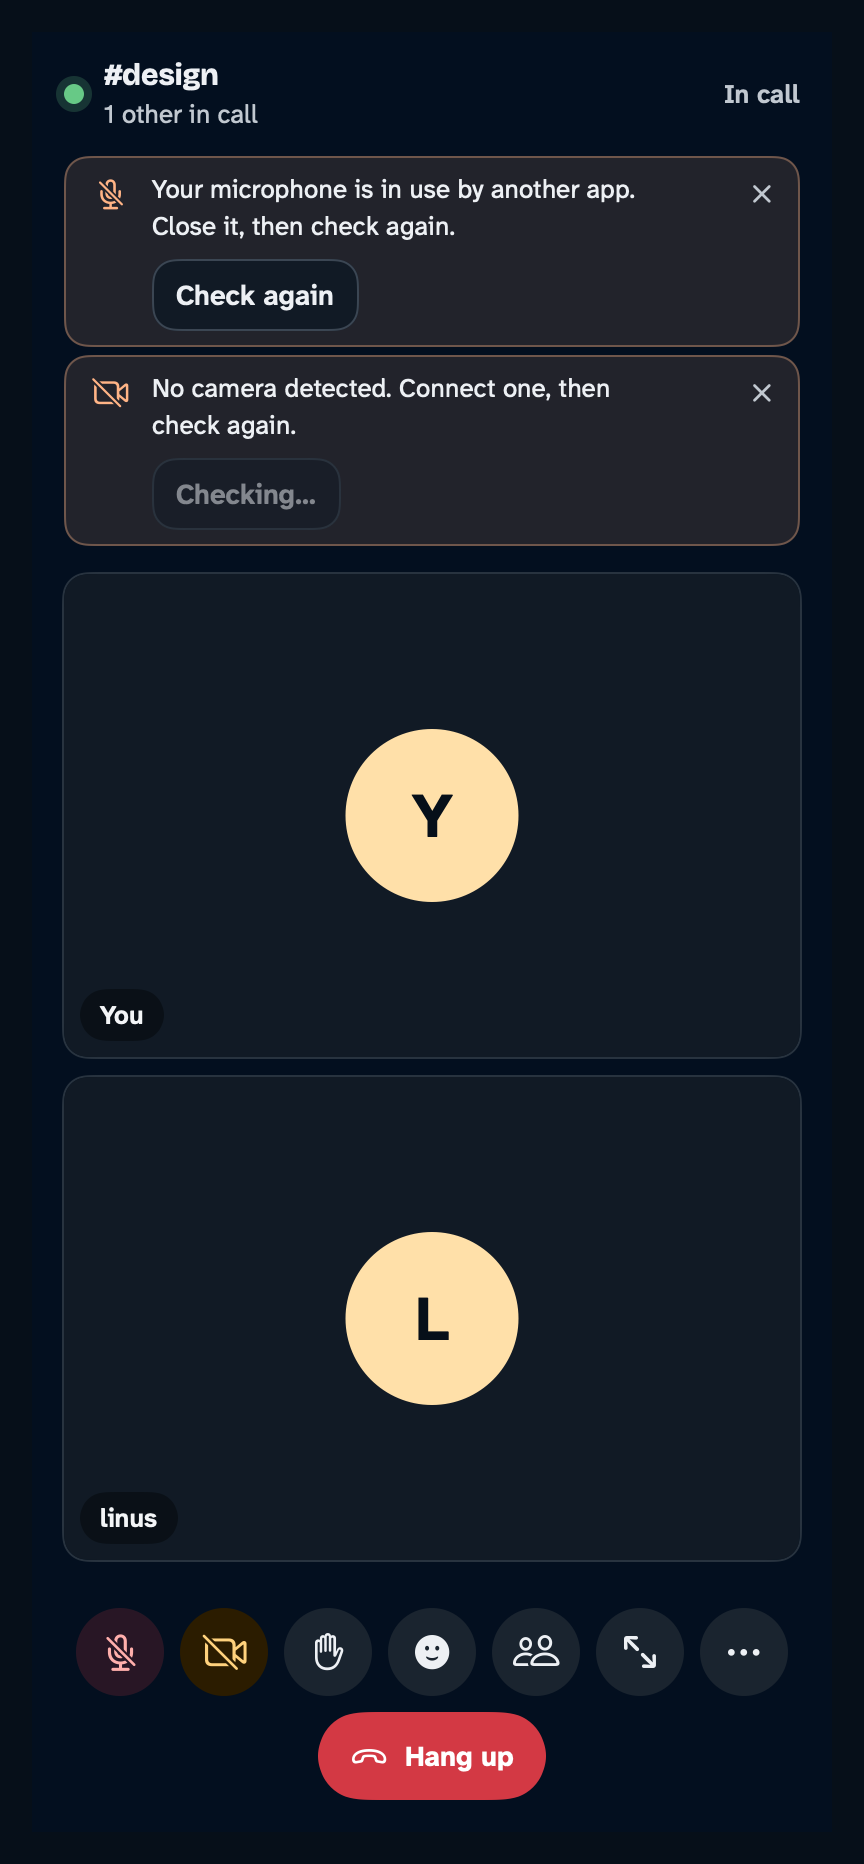 #design
1 other in call
In call
Your microphone is in use by another app.
Close it, then check again.
Check again
No camera detected. Connect one, then
check again.
Checking...
Y
You
L
linus
Hang up